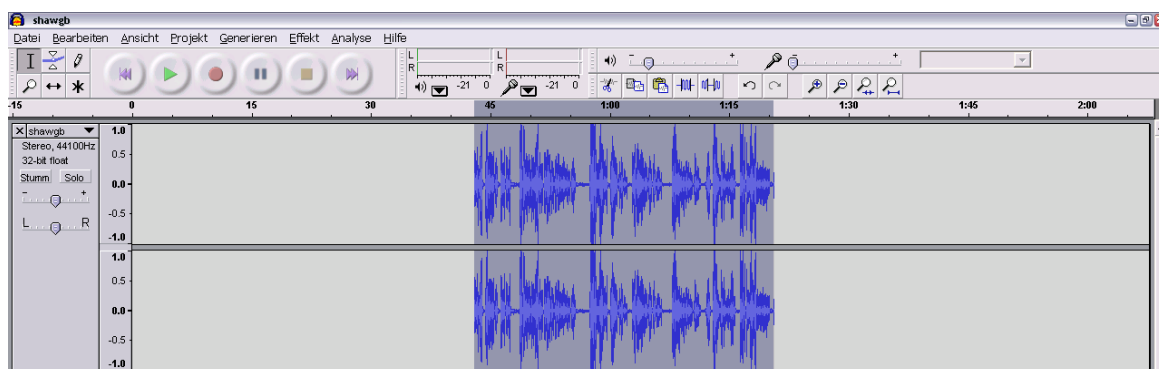 shawgb
Datei Bearbeiten Ansicht Projekt Generieren Effekt Analyse Hilfe
L L
R R
-21 0 -21 0
- + - +
-15 0 15 30 45 1:00 1:15 1:30 1:45 2:00
shawgb
Stereo, 44100Hz
32-bit float
Stumm Solo
- +
L R
1.0
0.5
0.0
-0.5
-1.0
1.0
0.5
0.0
-0.5
-1.0